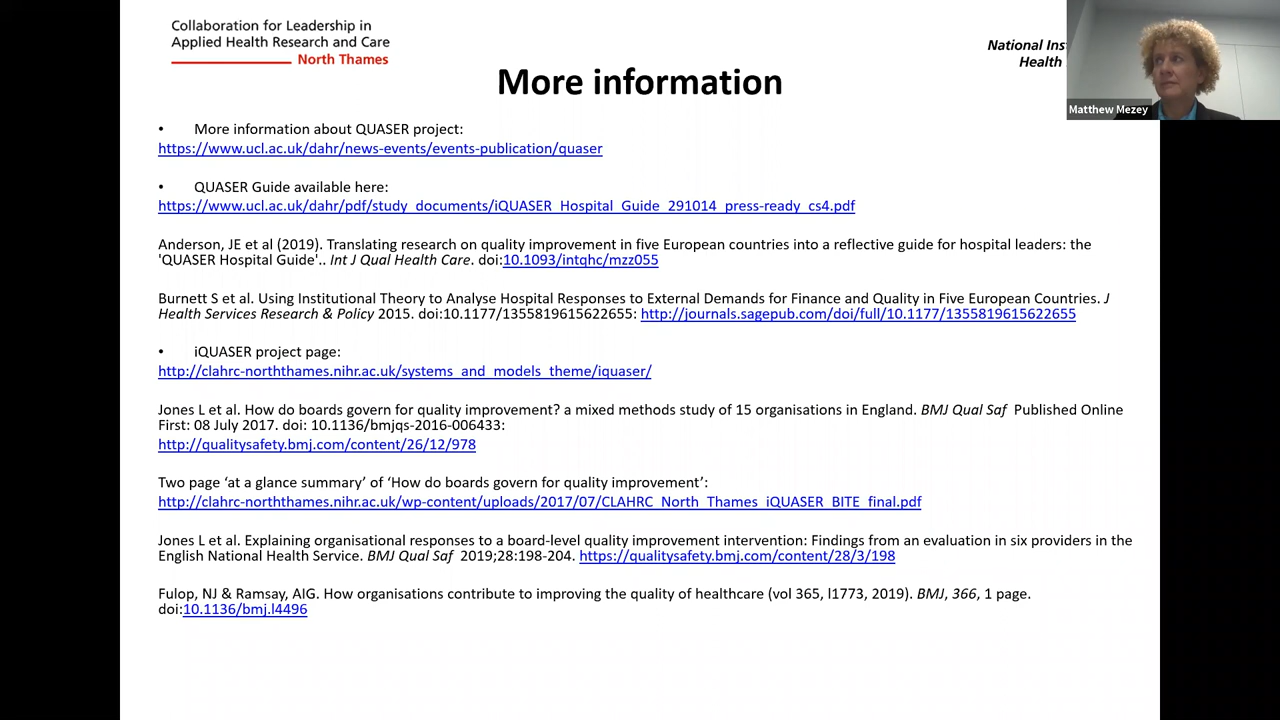 Collaboration for Leadership in
Applied Health Research and Care
North Thames
National Ins
Health
Matthew Mezey
More information
• More information about QUASER project:
https://www.ucl.ac.uk/dahr/news-events/events-publication/quaser
• QUASER Guide available here:
https://www.ucl.ac.uk/dahr/pdf/study_documents/iQUASER_Hospital_Guide_291014_press-ready_cs4.pdf
Anderson, JE et al (2019). Translating research on quality improvement in five European countries into a reflective guide for hospital leaders: the
'QUASER Hospital Guide'.. Int J Qual Health Care. doi:10.1093/intqhc/mzz055
Burnett S et al. Using Institutional Theory to Analyse Hospital Responses to External Demands for Finance and Quality in Five European Countries. J
Health Services Research & Policy 2015. doi:10.1177/1355819615622655: http://journals.sagepub.com/doi/full/10.1177/1355819615622655
• iQUASER project page:
http://clahrc-norththames.nihr.ac.uk/systems_and_models_theme/iquaser/
Jones L et al. How do boards govern for quality improvement? a mixed methods study of 15 organisations in England. BMJ Qual Saf Published Online
First: 08 July 2017. doi: 10.1136/bmjqs-2016-006433:
http://qualitysafety.bmj.com/content/26/12/978
Two page ‘at a glance summary’ of ‘How do boards govern for quality improvement’:
http://clahrc-norththames.nihr.ac.uk/wp-content/uploads/2017/07/CLAHRC_North_Thames_iQUASER_BITE_final.pdf
Jones L et al. Explaining organisational responses to a board-level quality improvement intervention: Findings from an evaluation in six providers in the
English National Health Service. BMJ Qual Saf 2019;28:198-204. https://qualitysafety.bmj.com/content/28/3/198
Fulop, NJ & Ramsay, AIG. How organisations contribute to improving the quality of healthcare (vol 365, l1773, 2019). BMJ, 366, 1 page.
doi:10.1136/bmj.l4496